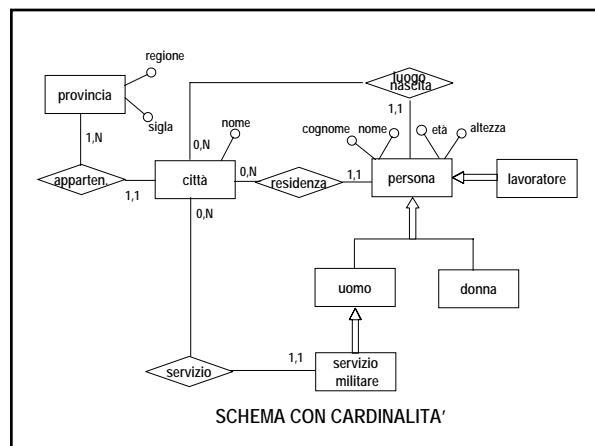 regione
luogo
nascita
provincia
1,1
nome
età
altezza
cognome nome
sigla
1,N
0,N
apparten.
città
0,N
residenza
1,1
persona
lavoratore
1,1
0,N
uomo
donna
1,1
servizio
servizio
militare
SCHEMA CON CARDINALITA'